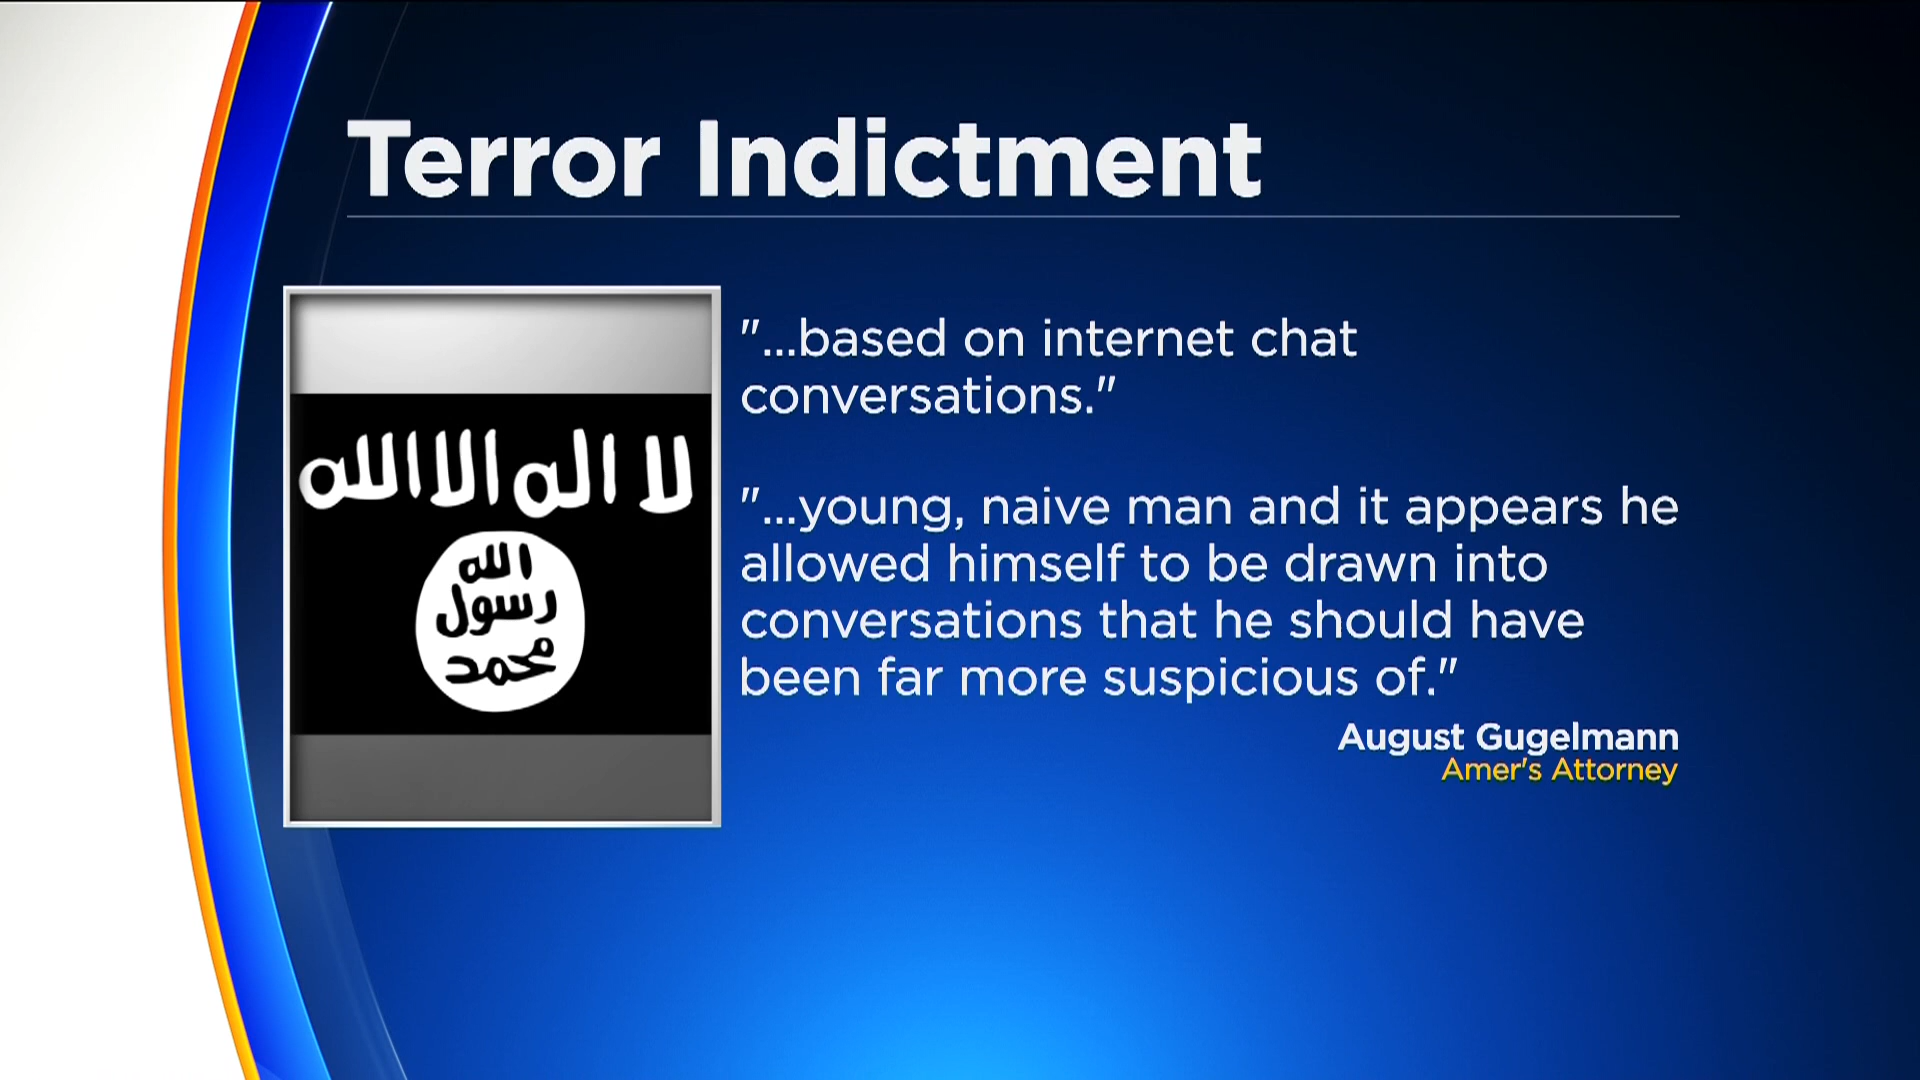 Terror Indictment
لا اله الا الله
الله
رسول
محمد
"...based on internet chat
conversations."
"...young, naive man and it appears he
allowed himself to be drawn into
conversations that he should have
been far more suspicious of."
August Gugelmann
Amer's Attorney